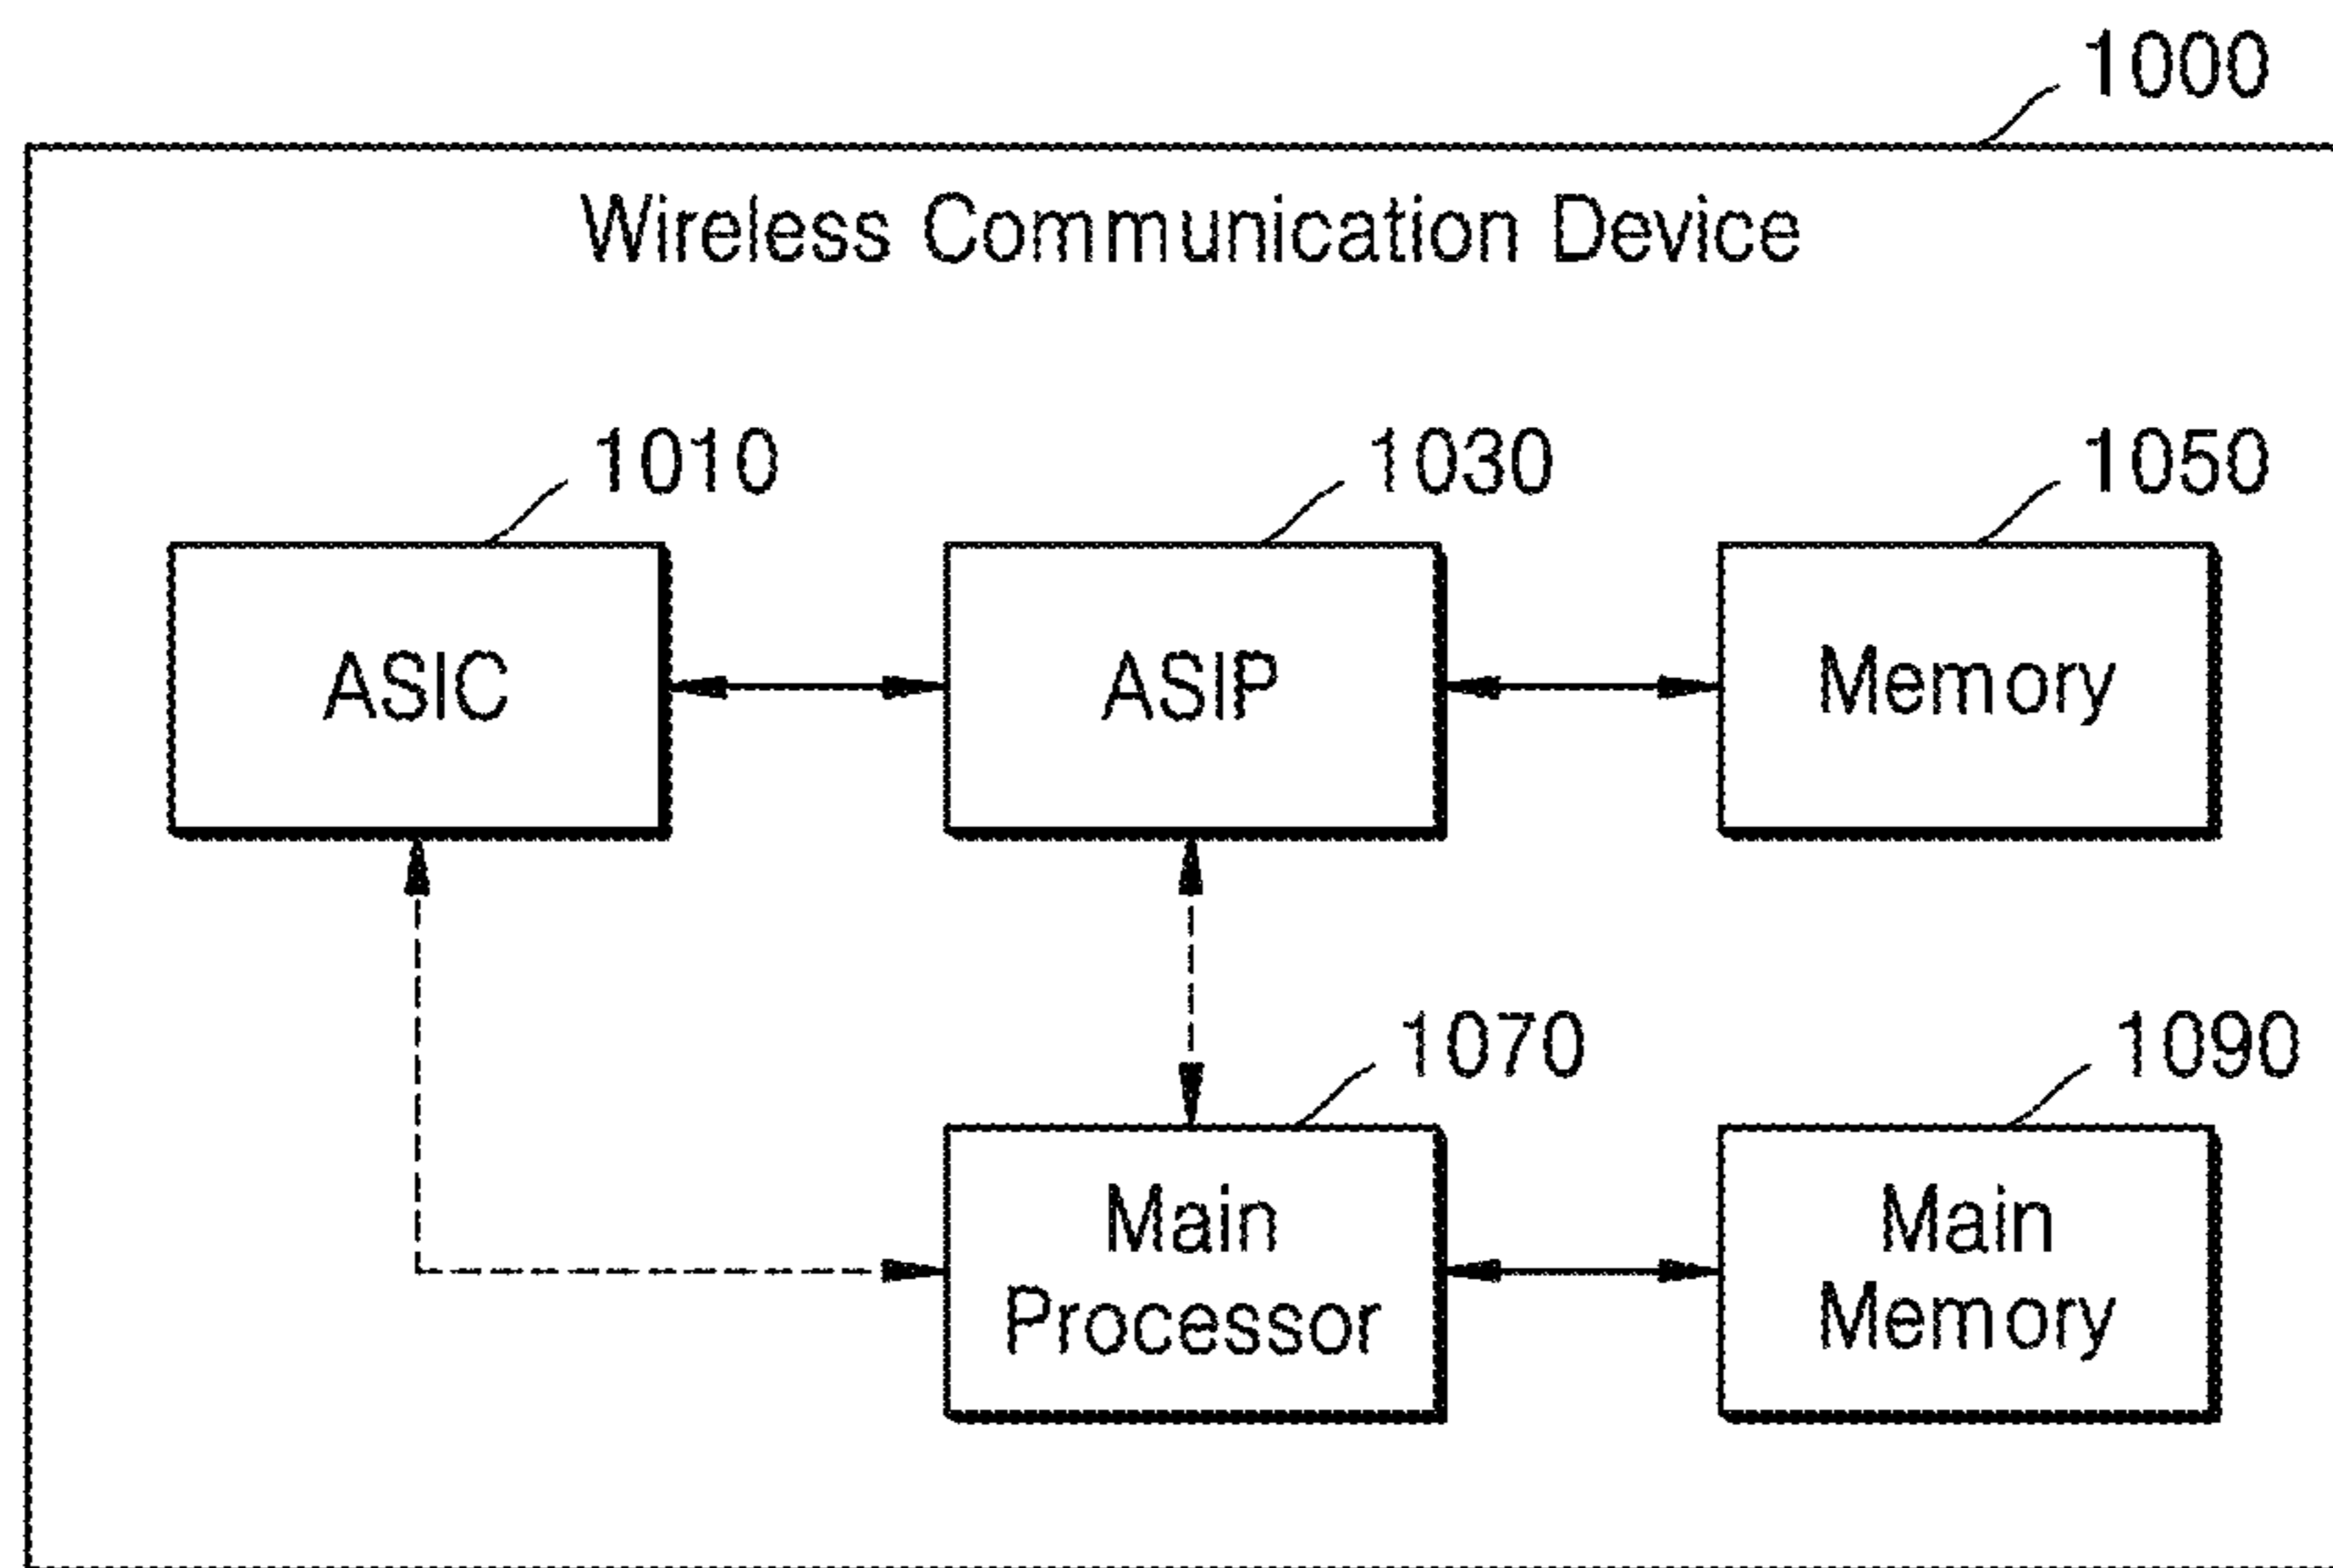 1000
Wireless Communication Device
1010
1030
1050
ASIC
ASIP
Memory
1070
1090
Main
Processor
Main
Memory